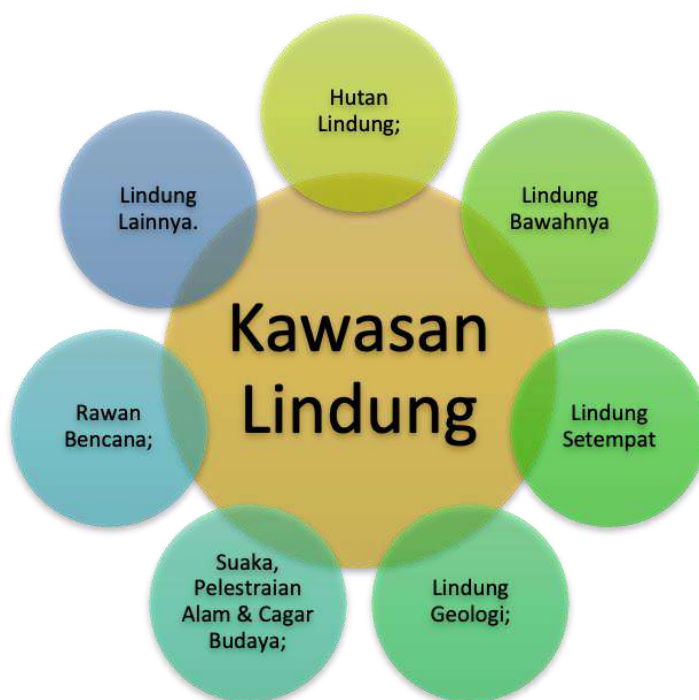 Hutan
Lindung;
Lindung
Bawahnya
Lindung
Setempat
Lindung
Geologi;
Suaka,
Pelestraian
Alam & Cagar
Budaya;
Rawan
Bencana;
Lindung
Lainnya.
Kawasan
Lindung